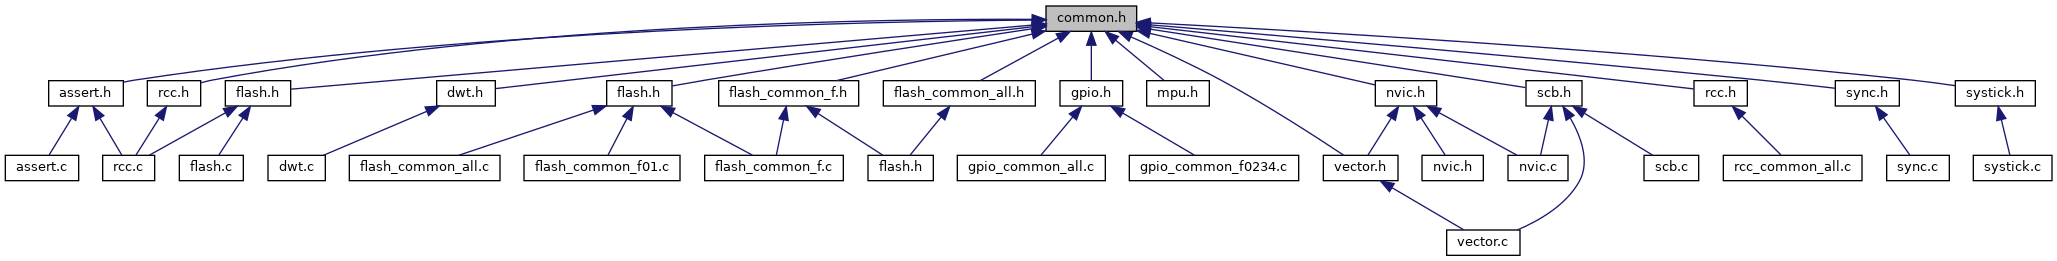 common.h
assert.h
rcc.h
flash.h
dwt.h
flash.h
flash_common_f.h
flash_common_all.h
gpio.h
mpu.h
nvic.h
scb.h
rcc.h
sync.h
systick.h
assert.c
rcc.c
flash.c
dwt.c
flash_common_all.c
flash_common_f01.c
flash_common_f.c
flash.h
gpio_common_all.c
gpio_common_f0234.c
vector.h
nvic.h
nvic.c
scb.c
rcc_common_all.c
sync.c
systick.c
vector.c